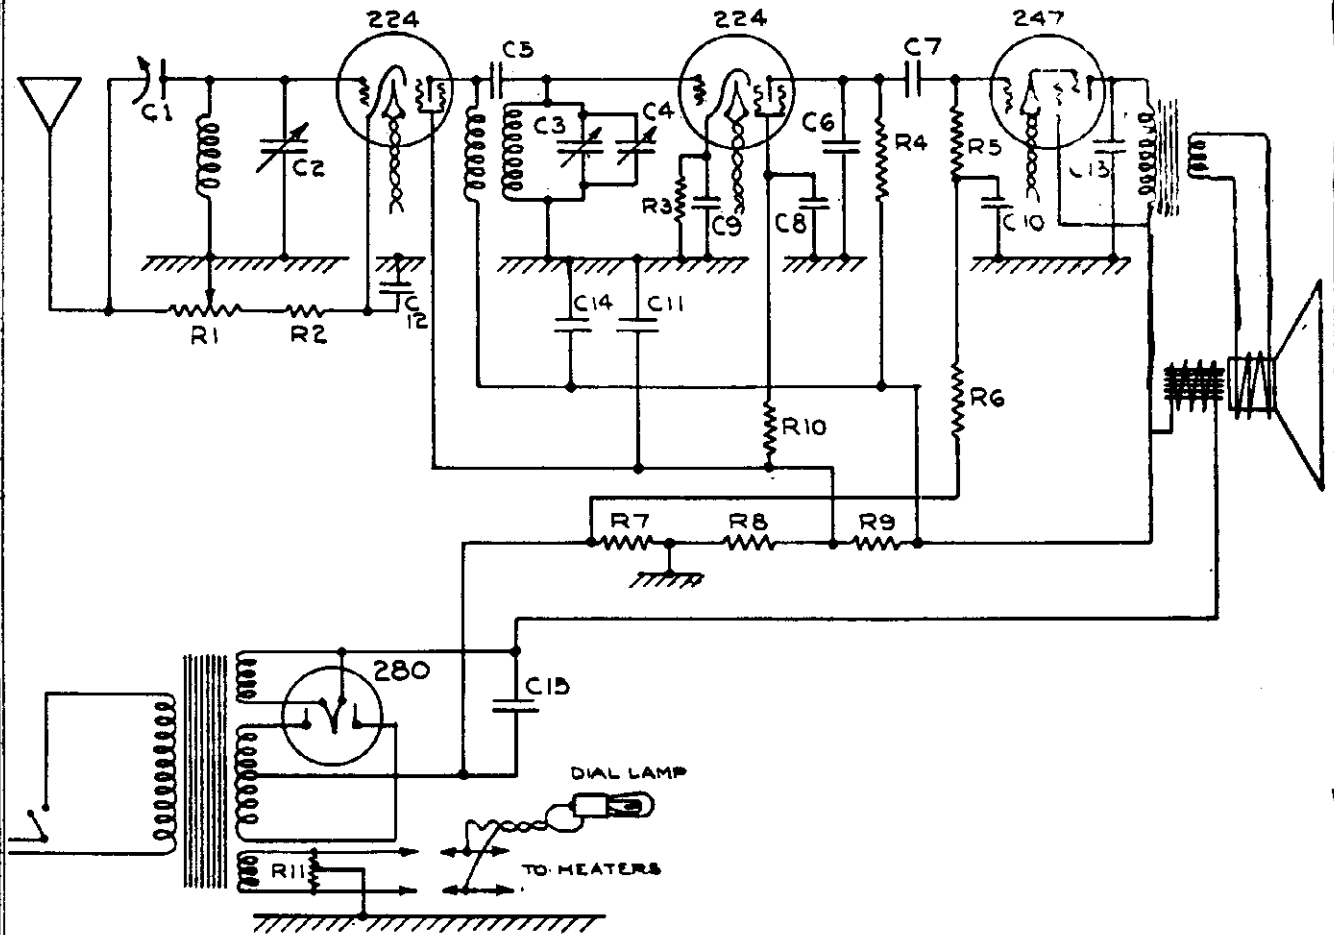 224
224
247
C1
C2
C5
C3
C4
C7
C6
R4
R5
C13
R3
C9
C8
C10
C
12
R1
R2
C14
C11
R10
R6
R7
R8
R9
280
C15
DIAL LAMP
R11
TO HEATERS